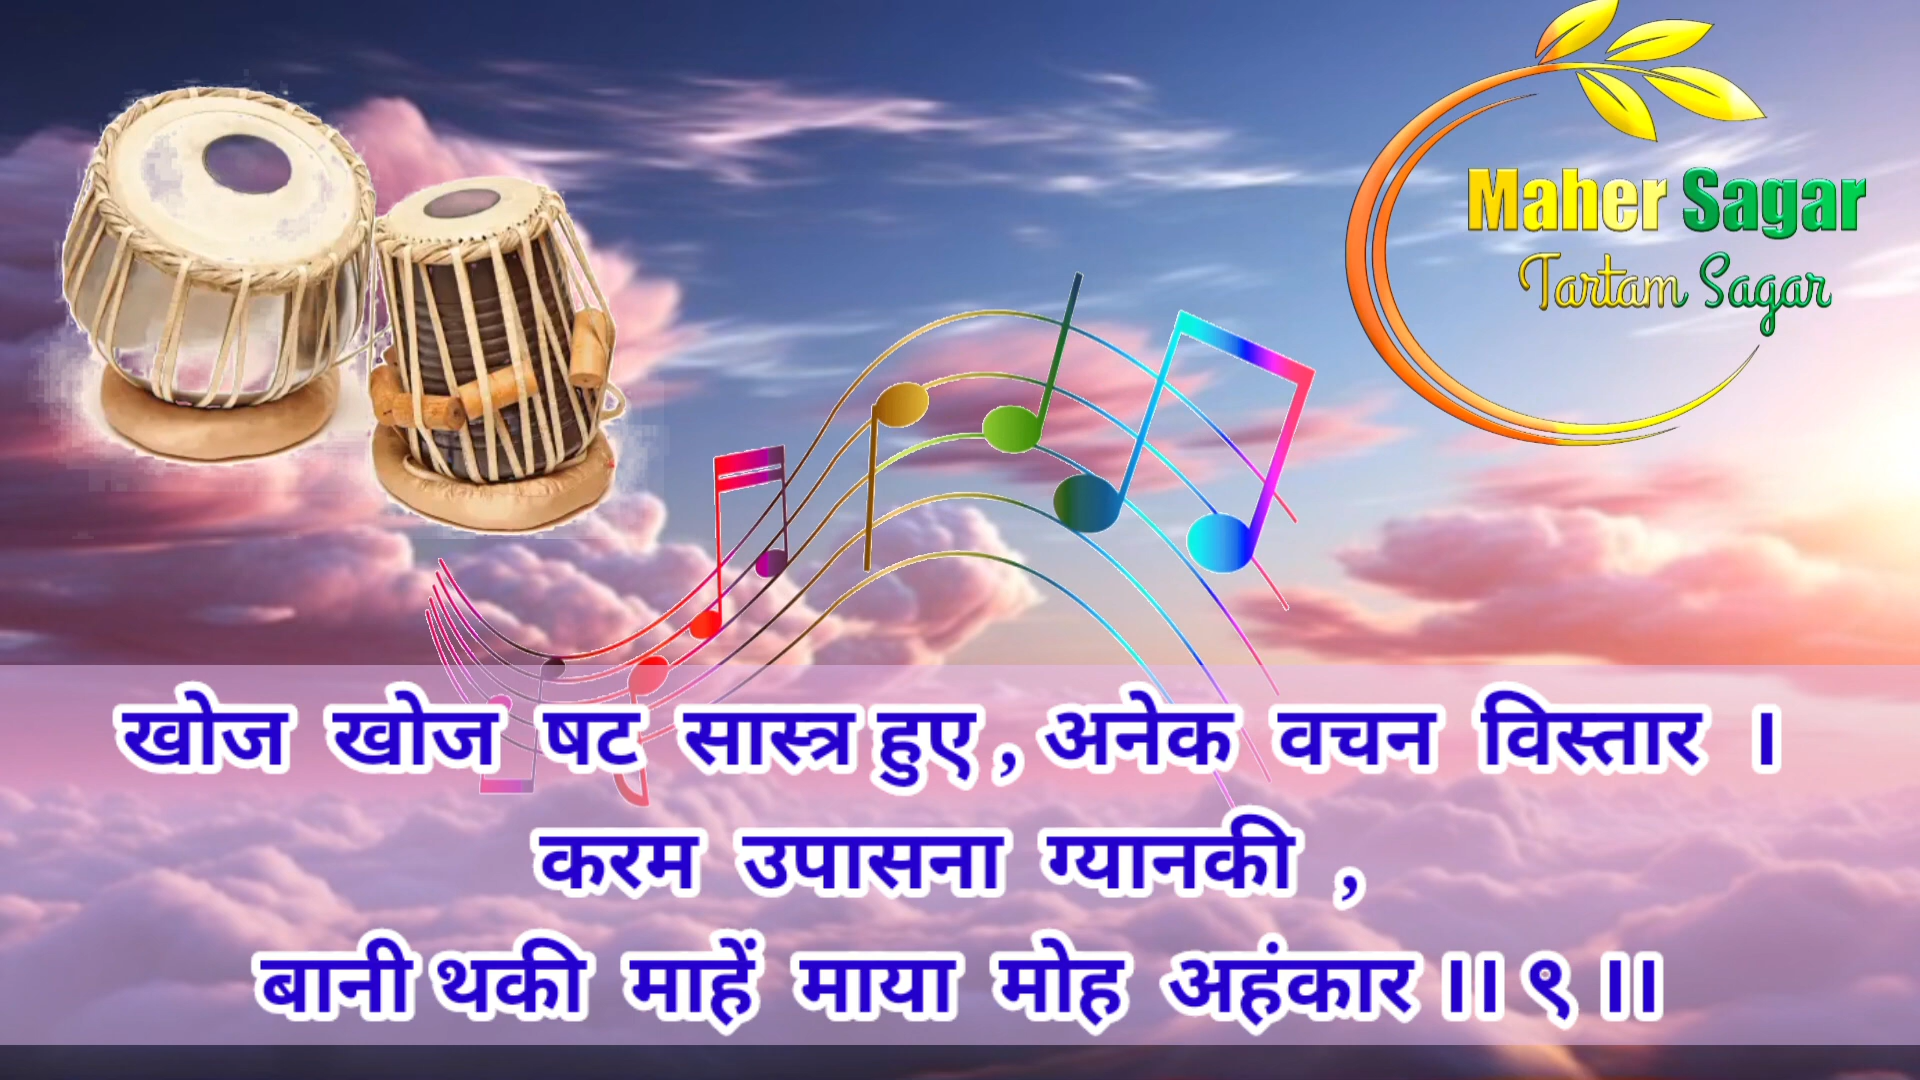 Maher Sagar
Tartam Sagar
खोज खोज षट सास्त्र हुए , अनेक वचन विस्तार ।
करम उपासना ग्यानकी ,
बानी थकी माहें माया मोह अहंकार ।। ९ ।।